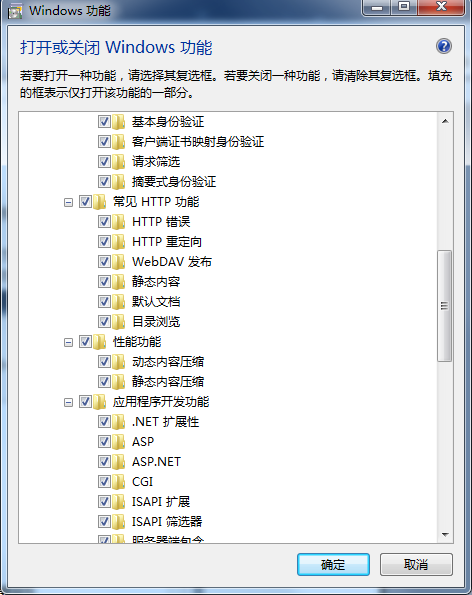 Windows 功能
打开或关闭 Windows 功能
若要打开一种功能，请选择其复选框。若要关闭一种功能，请清除其复选框。填充
的框表示仅打开该功能的一部分。
基本身份验证
客户端证书映射身份验证
请求筛选
摘要式身份验证
常见 HTTP 功能
HTTP 错误
HTTP 重定向
WebDAV 发布
静态内容
默认文档
目录浏览
性能功能
动态内容压缩
静态内容压缩
应用程序开发功能
.NET 扩展性
ASP
ASP.NET
CGI
ISAPI 扩展
ISAPI 筛选器
服务器端包含
确定
取消